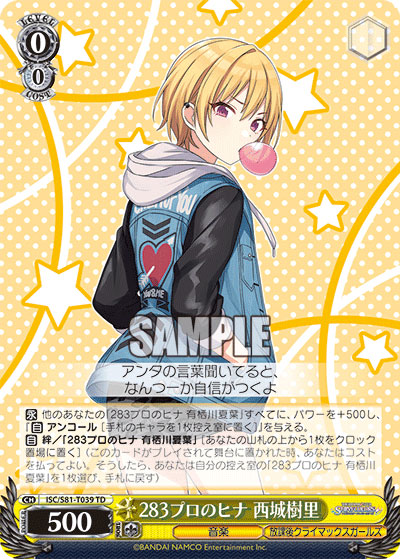 LEVEL
0
0
COST
FOR YOU
SAMPLE
アンタの言葉聞いてると、
なんつーか自信がつくよ
永 他のあなたの「283プロのヒナ 有栖川夏葉」すべてに、パワーを+500し、
『自 アンコール [手札のキャラを1枚控え室に置く]』を与える。
自 絆／「283プロのヒナ 有栖川夏葉」 [あなたの山札の上から1枚をクロック
置場に置く] （このカードがプレイされて舞台に置かれた時、あなたはコスト
を払ってよい。そうしたら、あなたは自分の控え室の「283プロのヒナ 有栖川
夏葉」を1枚選び、手札に戻す）
CH ISC/S81-T039 TD
500
283プロのヒナ 西城樹里
音楽
放課後クライマックスガールズ
©BANDAI NAMCO Entertainment Inc.